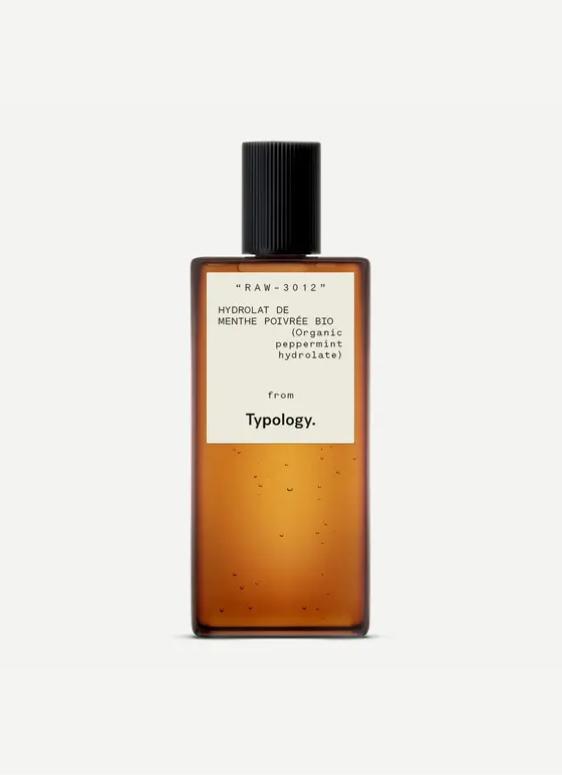 “RAW-3012”
HYDROLAT DE
MENTHE POIVRÉE BIO
(Organic
peppermint
hydrolate)
from
Typology.